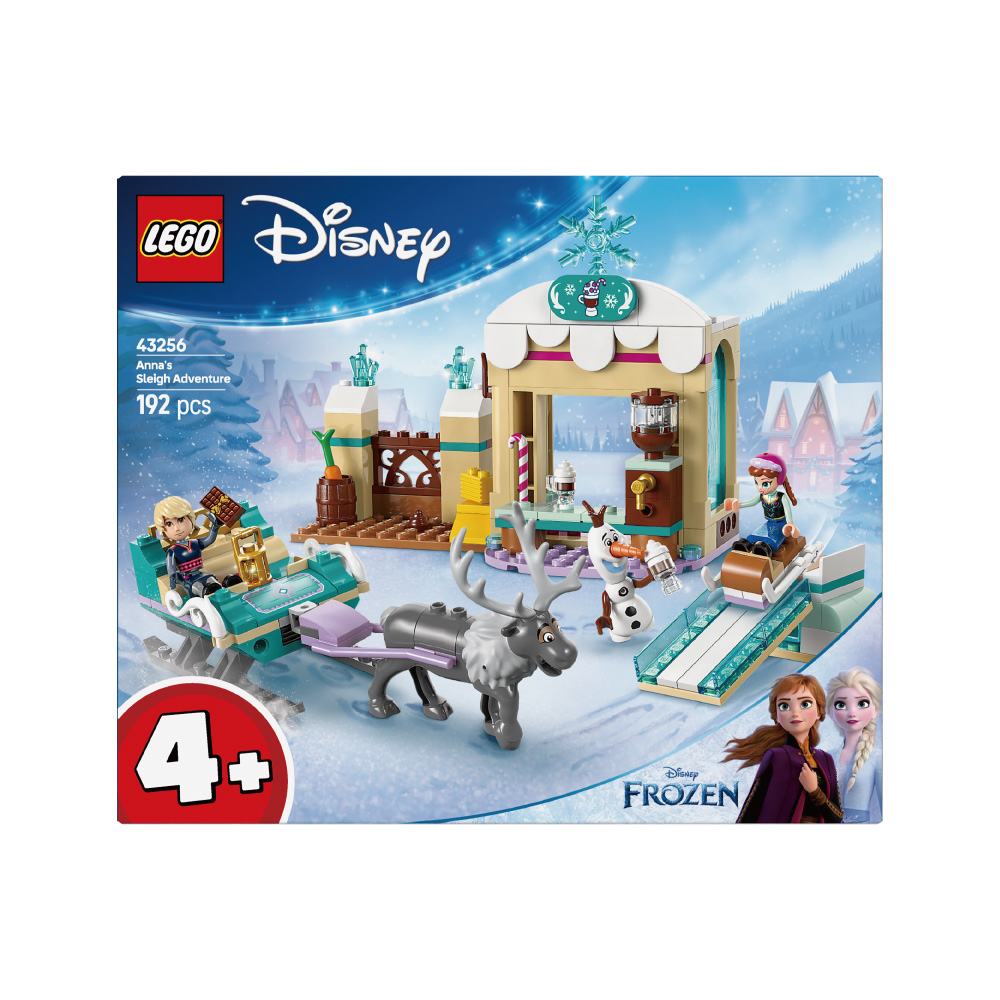 LEGO
Disney
43256
Anna's
Sleigh Adventure
192 pcs
4+
Disney
FROZEN